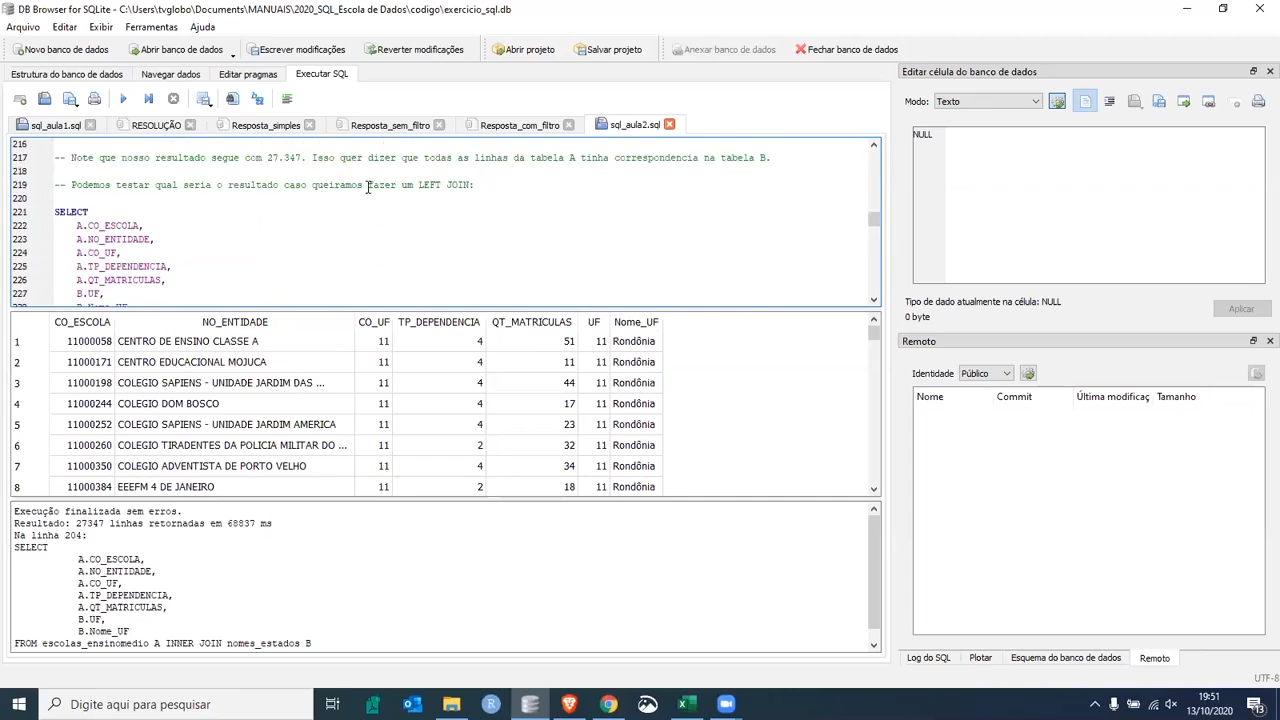 DB Browser for SQLite - C:\Users\tvglobo\Documents\MANUAIS\2020_SQL_Escola de Dados\codigo\exercicio_sql.db
Arquivo Editar Exibir Ferramentas Ajuda
Novo banco de dados Abrir banco de dados Escrever modificações Reverter modificações Abrir projeto Salvar projeto Anexar banco de dados Fechar banco de dados
Estrutura do banco de dados Navegar dados Editar pragmas Executar SQL
sql_aula1.sql RESOLUÇÃO Resposta_simples Resposta_sem_filtro Resposta_com_filtro sql_aula2.sql
216
217 -- Note que nosso resultado segue com 27.347. Isso quer dizer que todas as linhas da tabela A tinha correspondencia na tabela B.
218
219 -- Podemos testar qual seria o resultado caso queiramos fazer um LEFT JOIN:
220
221 SELECT
222 A.CO_ESCOLA,
223 A.NO_ENTIDADE,
224 A.CO_UF,
225 A.TP_DEPENDENCIA,
226 A.QT_MATRICULAS,
227 B.UF,
228 B.Nome_UF
CO_ESCOLA NO_ENTIDADE CO_UF TP_DEPENDENCIA QT_MATRICULAS UF Nome_UF
1 11000058 CENTRO DE ENSINO CLASSE A 11 4 51 11 Rondônia
2 11000171 CENTRO EDUCACIONAL MOJUCA 11 4 11 11 Rondônia
3 11000198 COLEGIO SAPIENS - UNIDADE JARDIM DAS ... 11 4 44 11 Rondônia
4 11000244 COLEGIO DOM BOSCO 11 4 17 11 Rondônia
5 11000252 COLEGIO SAPIENS - UNIDADE JARDIM AMERICA 11 4 23 11 Rondônia
6 11000260 COLEGIO TIRADENTES DA POLICIA MILITAR DO ... 11 2 32 11 Rondônia
7 11000350 COLEGIO ADVENTISTA DE PORTO VELHO 11 4 34 11 Rondônia
8 11000384 EEEFM 4 DE JANEIRO 11 2 18 11 Rondônia
Execução finalizada sem erros.
Resultado: 27347 linhas retornadas em 68837 ms
Na linha 204:
SELECT
A.CO_ESCOLA,
A.NO_ENTIDADE,
A.CO_UF,
A.TP_DEPENDENCIA,
A.QT_MATRICULAS,
B.UF,
B.Nome_UF
FROM escolas_ensinomedio A INNER JOIN nomes_estados B
Editar célula do banco de dados
Modo: Texto
NULL
Tipo de dado atualmente na célula: NULL
0 byte
Aplicar
Remoto
Identidade Público
Nome Commit Última modificaç Tamanho
Log do SQL Plotar Esquema do banco de dados Remoto
UTF-8
Digite aqui para pesquisar
19:51
13/10/2020
13